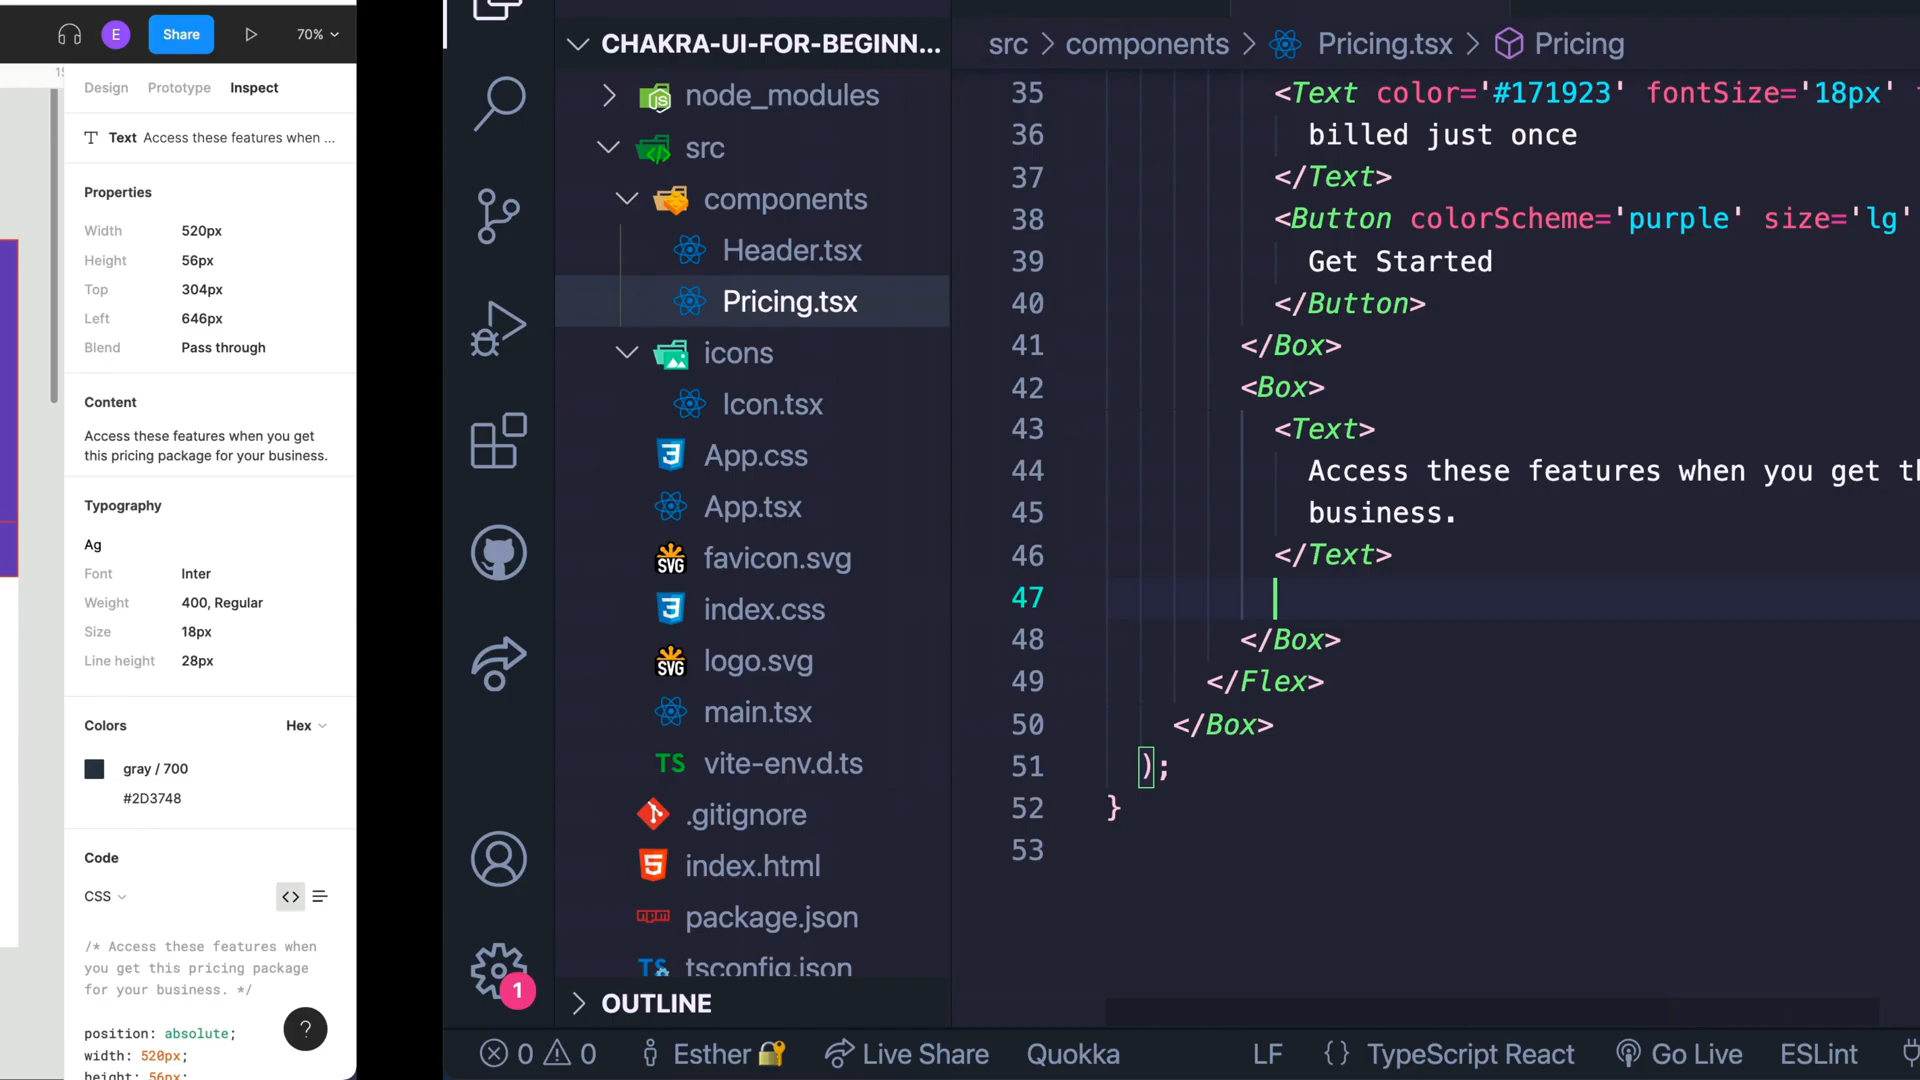 E
Share
70%
Design Prototype Inspect
Text Access these features when ...
Properties
Width 520px
Height 56px
Top 304px
Left 646px
Blend Pass through
Content
Access these features when you get
this pricing package for your business.
Typography
Ag
Font Inter
Weight 400, Regular
Size 18px
Line height 28px
Colors Hex
gray / 700
#2D3748
Code
CSS
/* Access these features when
you get this pricing package
for your business. */
position: absolute;
width: 520px;
height: 56px;
?
CHAKRA-UI-FOR-BEGINN...
node_modules
src
components
Header.tsx
Pricing.tsx
icons
Icon.tsx
App.css
App.tsx
favicon.svg
index.css
logo.svg
main.tsx
TS vite-env.d.ts
.gitignore
index.html
package.json
tsconfig.json
OUTLINE
1
src > components > Pricing.tsx > Pricing
35 <Text color='#171923' fontSize='18px'
36 billed just once
37 </Text>
38 <Button colorScheme='purple' size='lg'
39 Get Started
40 </Button>
41 </Box>
42 <Box>
43 <Text>
44 Access these features when you get th
45 business.
46 </Text>
47
48 </Box>
49 </Flex>
50 </Box>
51 );
52 }
53
0 0 Esther Live Share Quokka LF {} TypeScript React Go Live ESLint